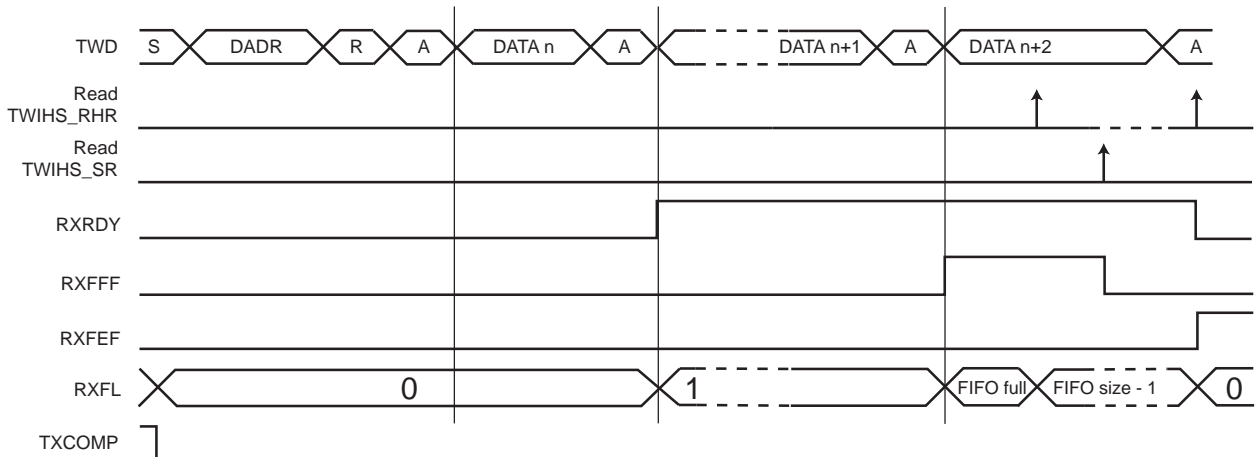 TWD S DADR R A DATA n A DATA n+1 A DATA n+2 A
Read
TWIHS_RHR
Read
TWIHS_SR
RXRDY
RXFFF
RXFEF
RXFL 0 1 FIFO full FIFO size - 1 0
TXCOMP